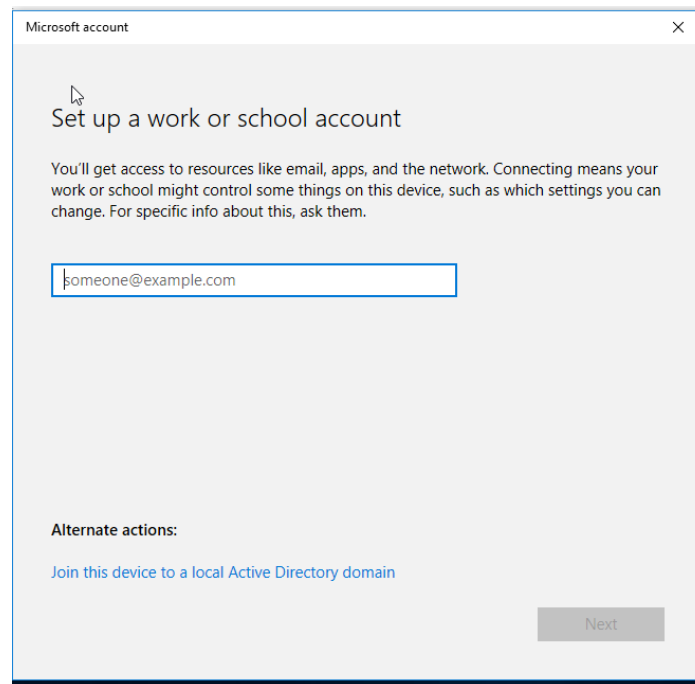 Microsoft account
Set up a work or school account
You'll get access to resources like email, apps, and the network. Connecting means your
work or school might control some things on this device, such as which settings you can
change. For specific info about this, ask them.
someone@example.com
Alternate actions:
Join this device to a local Active Directory domain
Next